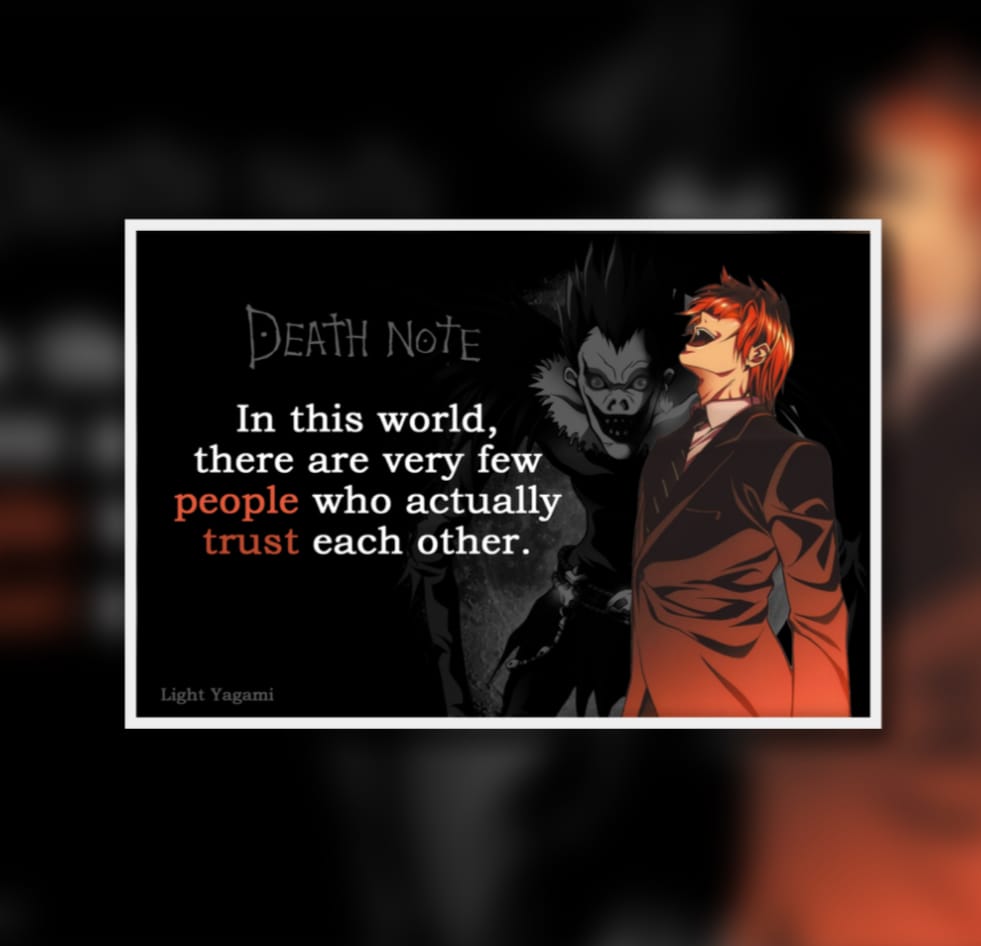 DEATH NOTE
In this world,
there are very few
people who actually
trust each other.
Light Yagami